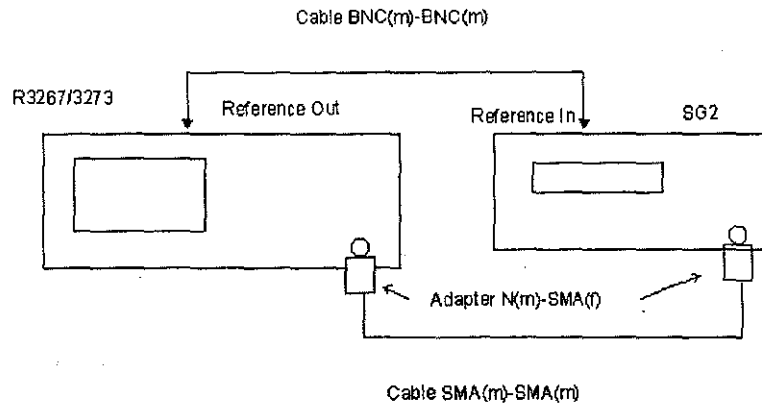 Cable BNC(m)-BNC(m)
R3267/3273
Reference Out
Reference In
SG2
Adapter N(m)-SMA(f)
Cable SMA(m)-SMA(m)